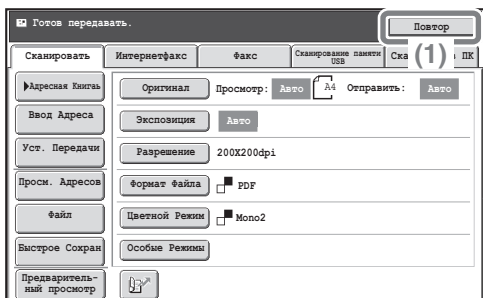 Готов передавать.
Повтор
Сканировать Интернетфакс Факс Сканирование памяти USB Ска (1) ПК
Адресная Книгаь
Оригинал Просмотр: Авто A4 Отправить: Авто
Ввод Адреса
Экспозиция Авто
Уст. Передачи
Разрешение 200X200dpi
Просм. Адресов
Формат Файла PDF
Файл
Цветной Режим Mono2
Быстрое Сохран
Особые Режимы
Предваритель-
ный просмотр